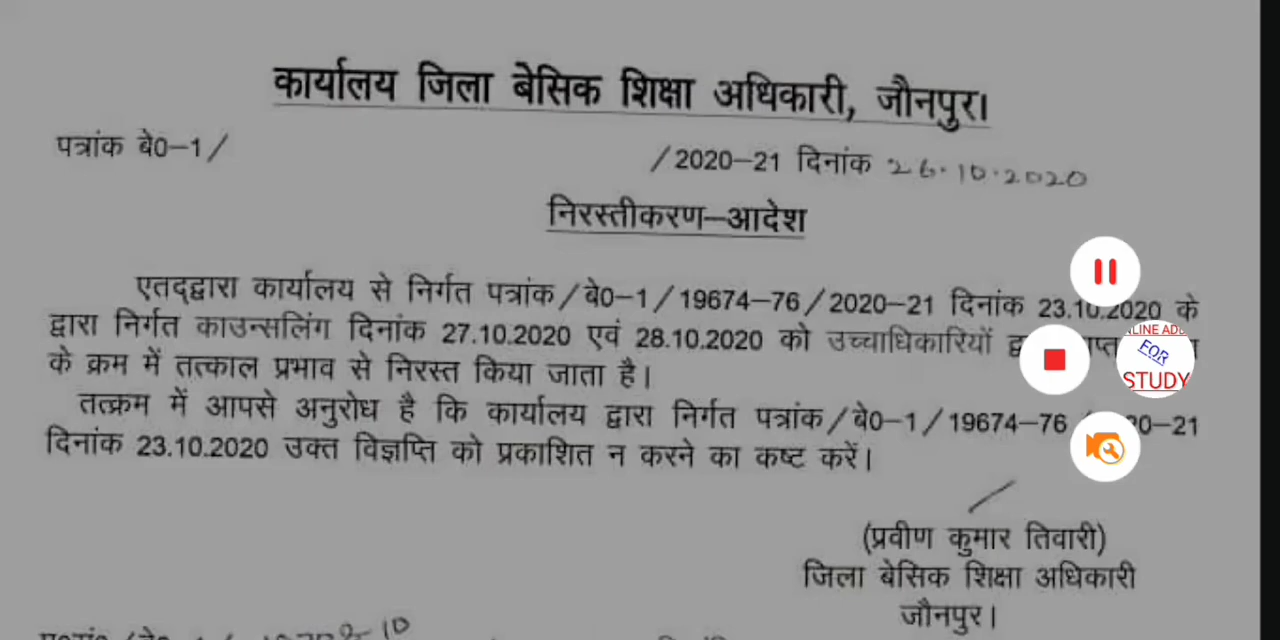 कार्यालय जिला बेसिक शिक्षा अधिकारी, जौनपुर।
पत्रांक बे0-1/ /2020-21 दिनांक 26.10.2020
निरस्तीकरण-आदेश
एतद्द्वारा कार्यालय से निर्गत पत्रांक/बे0-1/19674-76/2020-21 दिनांक 23.10.2020 के
द्वारा निर्गत काउन्सलिंग दिनांक 27.10.2020 एवं 28.10.2020 को उच्चाधिकारियों
के क्रम में तत्काल प्रभाव से निरस्त किया जाता है।
तत्क्रम में आपसे अनुरोध है कि कार्यालय द्वारा निर्गत पत्रांक/बे0-1/19674-76 20-21
दिनांक 23.10.2020 उक्त विज्ञप्ति को प्रकाशित न करने का कष्ट करें।
(प्रवीण कुमार तिवारी)
जिला बेसिक शिक्षा अधिकारी
जौनपुर।
FOR
STUDY